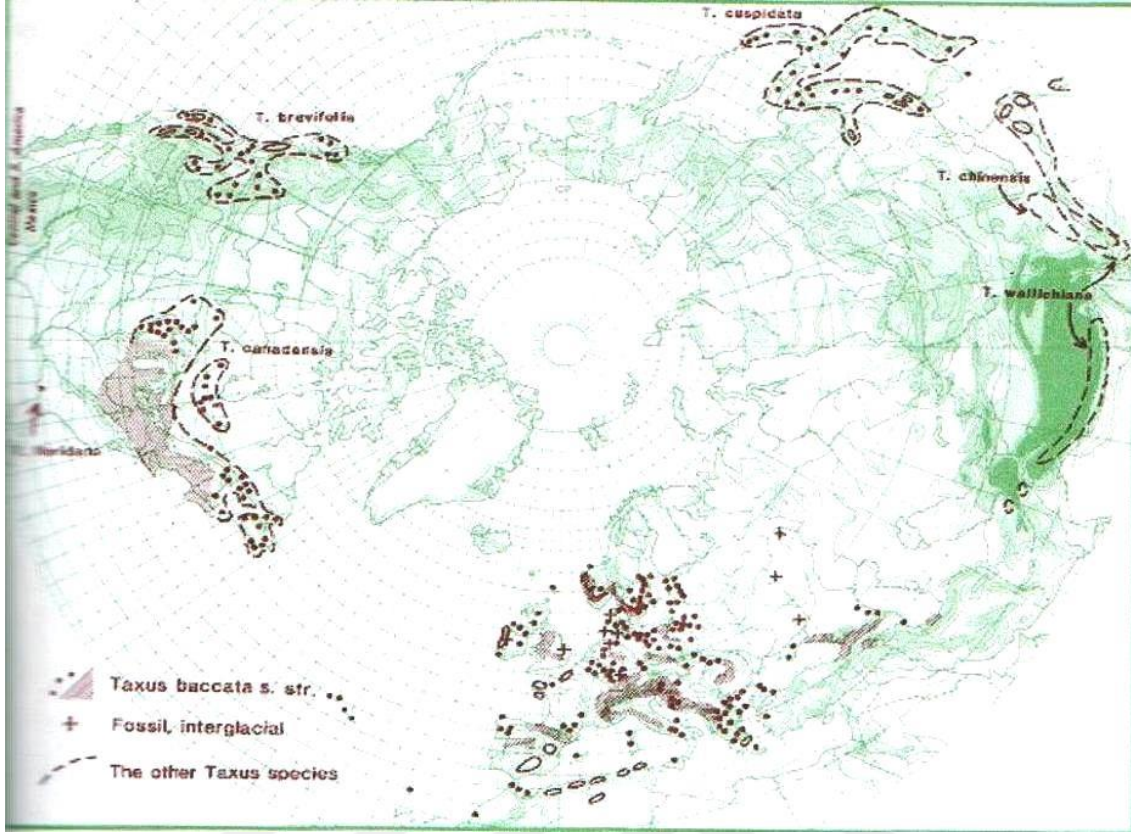 T. cuspidata
T. brevifolia
T. chinensis
T. wallichiana
T. canadensis
Taxus baccata s. str.
Fossil, interglacial
The other Taxus species